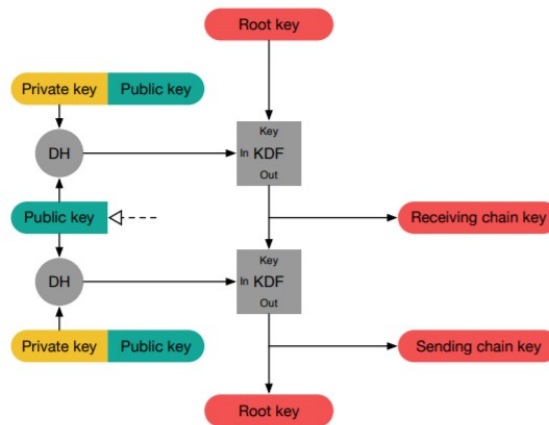 Root key
Private key Public key
Key
DH
In KDF
Out
Public key
Receiving chain key
Key
DH
In KDF
Out
Private key Public key
Sending chain key
Root key